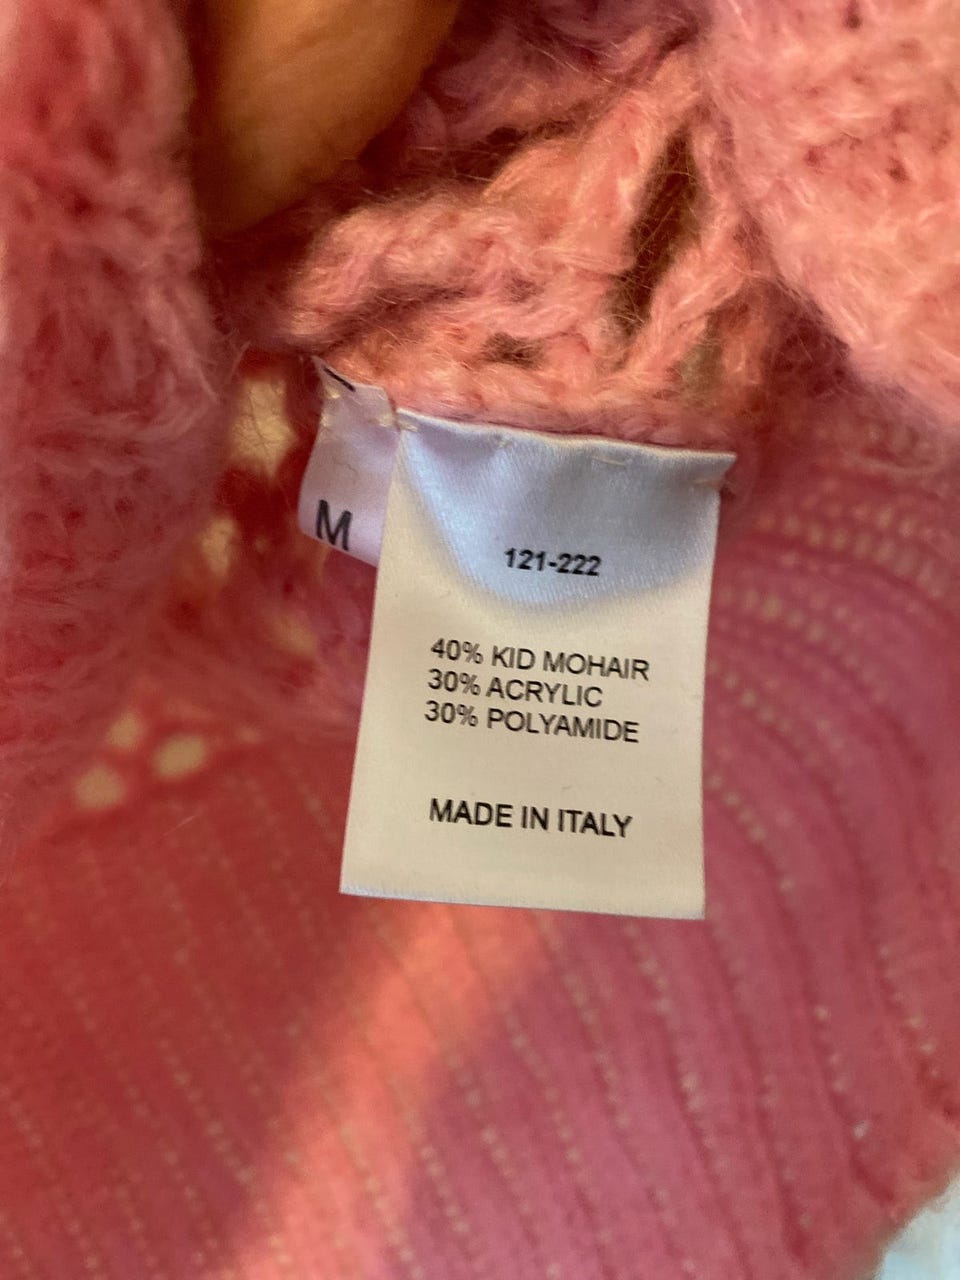 M
121-222
40% KID MOHAIR
30% ACRYLIC
30% POLYAMIDE
MADE IN ITALY